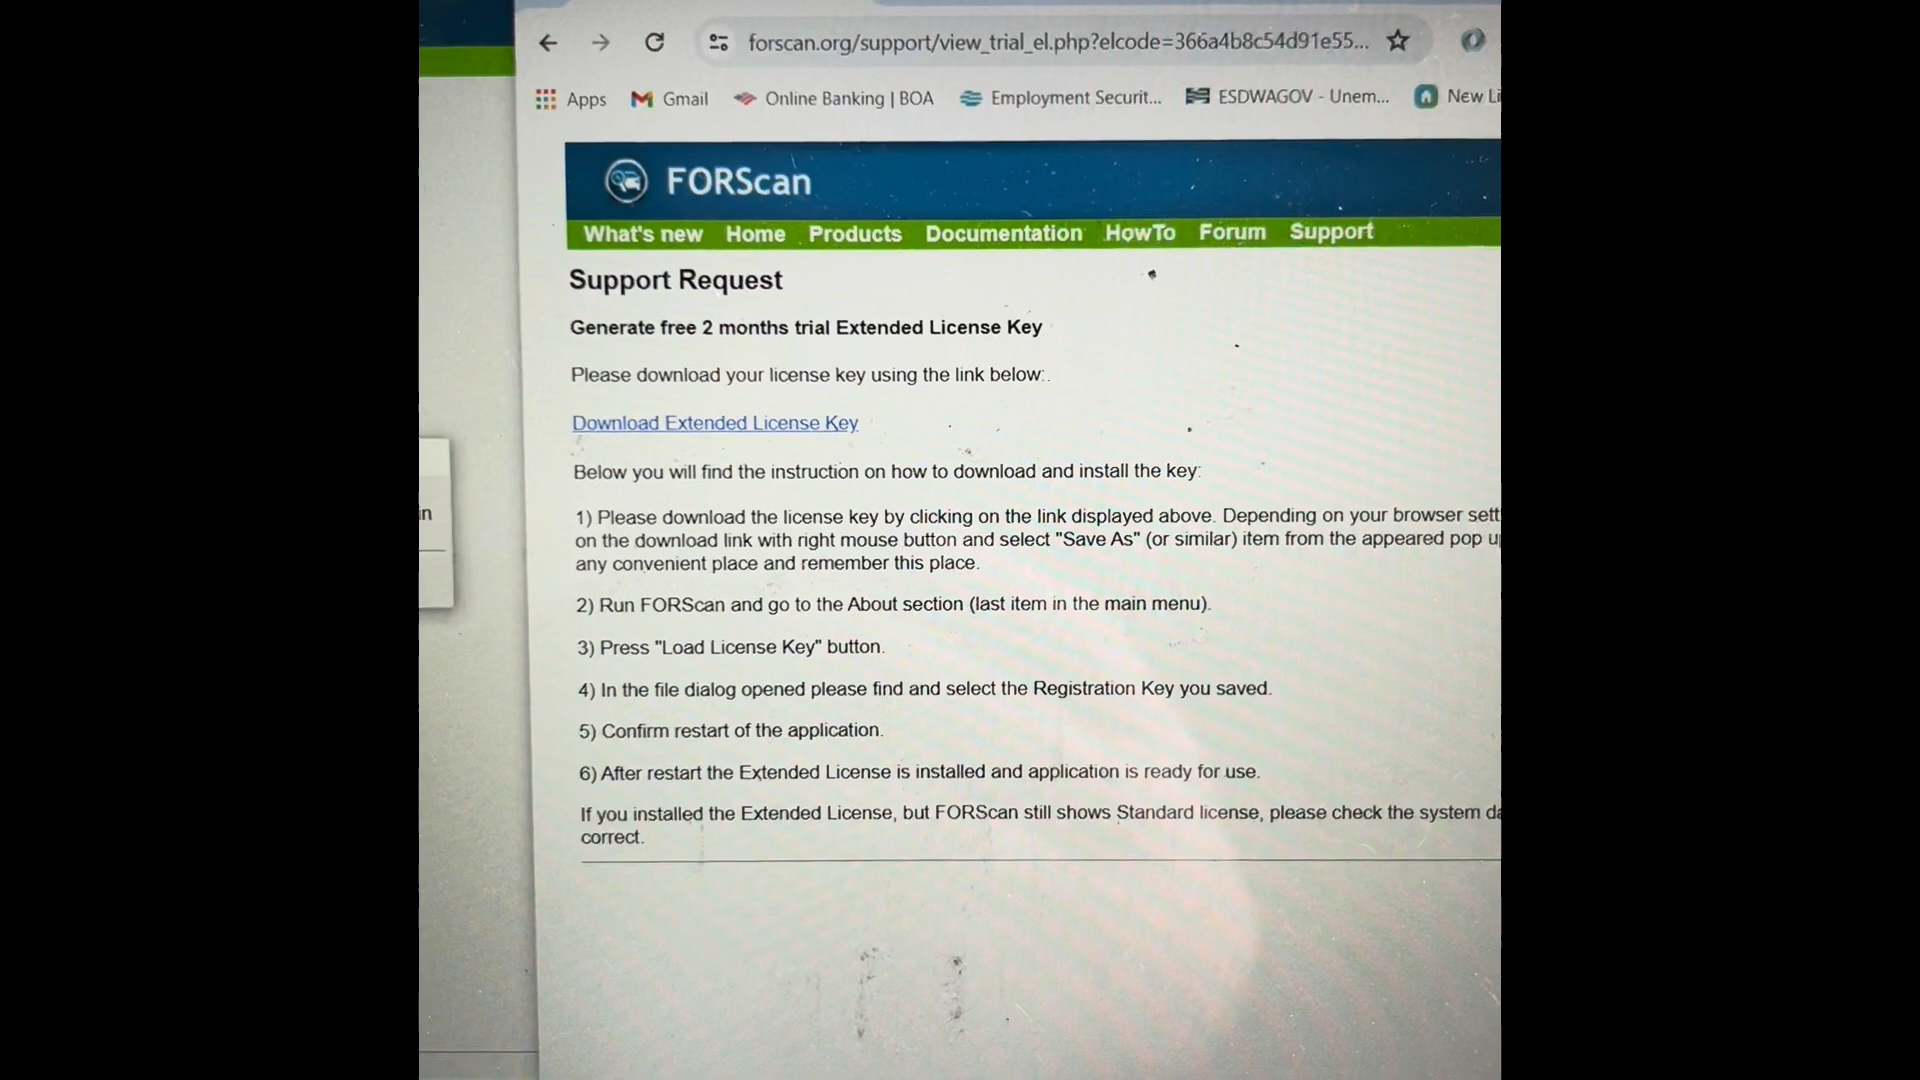 forscan.org/support/view_trial_el.php?elcode=366a4b8c54d91e55...
Apps Gmail Online Banking | BOA Employment Securit... ESDWAGOV - Unem... New Li
FORScan
What's new Home Products Documentation HowTo Forum Support
Support Request
Generate free 2 months trial Extended License Key
Please download your license key using the link below:
Download Extended License Key
Below you will find the instruction on how to download and install the key:
in
1) Please download the license key by clicking on the link displayed above. Depending on your browser sett
on the download link with right mouse button and select "Save As" (or similar) item from the appeared pop u
any convenient place and remember this place.
2) Run FORScan and go to the About section (last item in the main menu).
3) Press "Load License Key" button.
4) In the file dialog opened please find and select the Registration Key you saved.
5) Confirm restart of the application.
6) After restart the Extended License is installed and application is ready for use.
If you installed the Extended License, but FORScan still shows Standard license, please check the system da
correct.